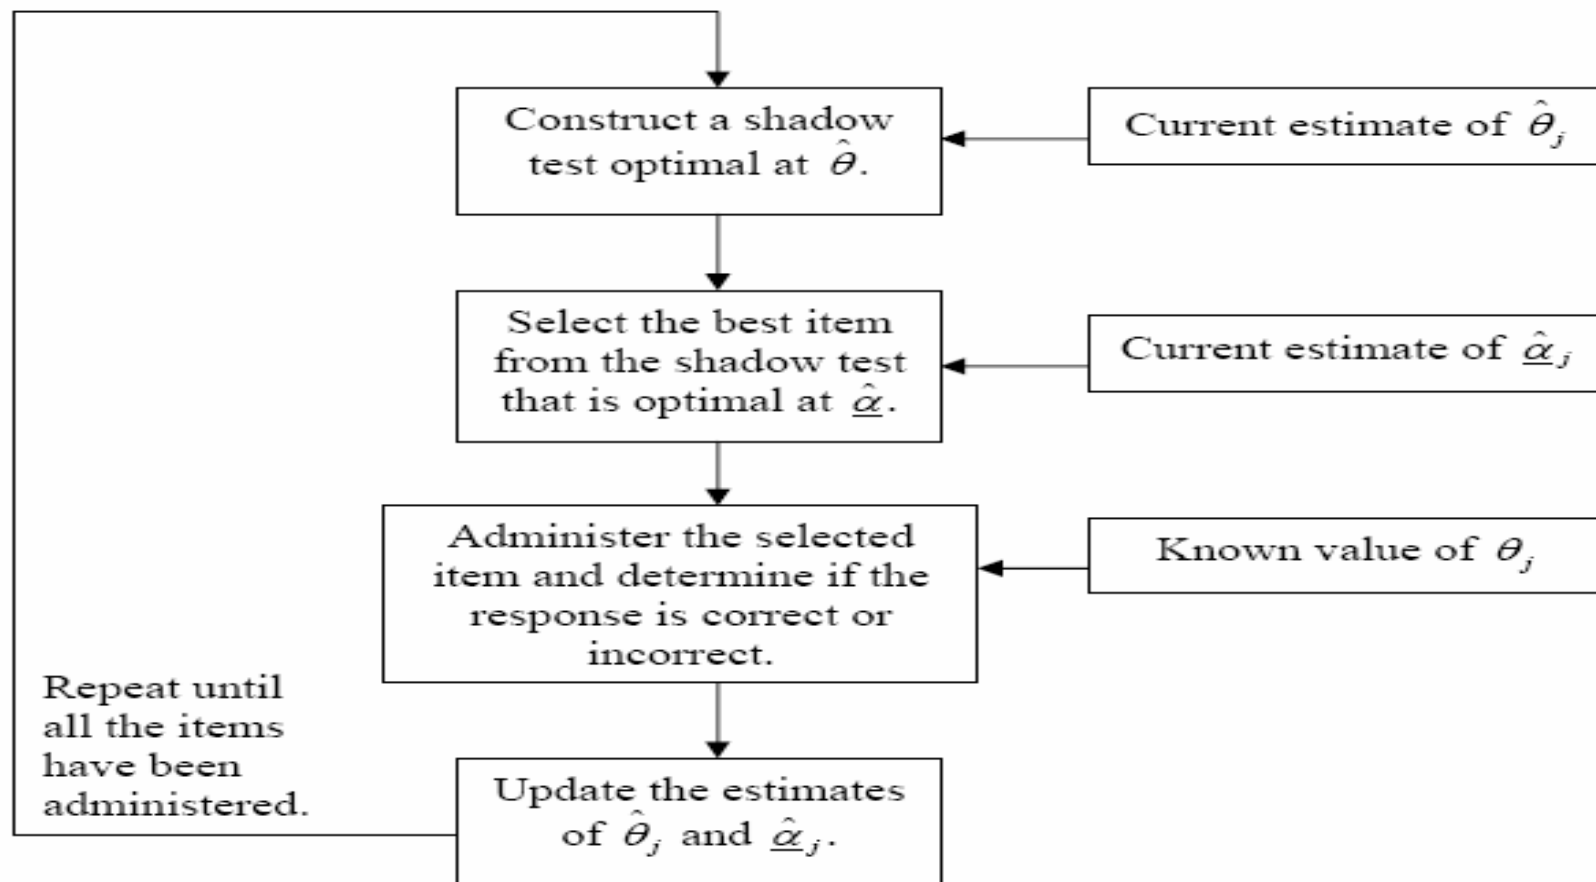 Construct a shadow
test optimal at θ̂.
Current estimate of θ̂ⱼ
Select the best item
from the shadow test
that is optimal at α̲̂.
Current estimate of α̲̂ⱼ
Administer the selected
item and determine if the
response is correct or
incorrect.
Known value of θⱼ
Repeat until
all the items
have been
administered.
Update the estimates
of θ̂ⱼ and α̲̂ⱼ.